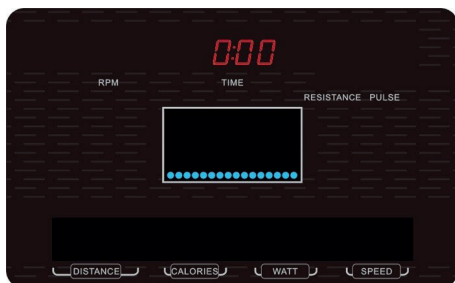 0:00
RPM TIME
RESISTANCE PULSE
DISTANCE CALORIES WATT SPEED